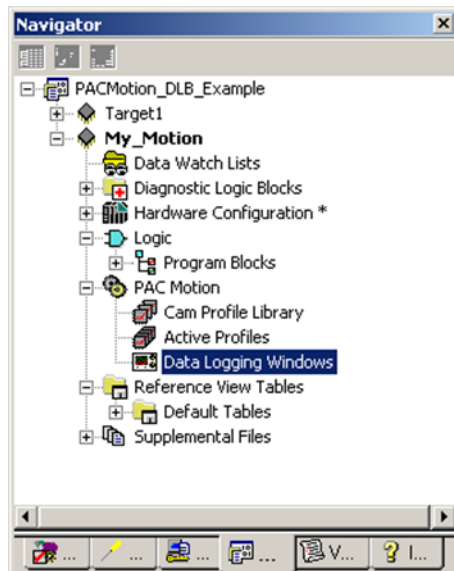 Navigator
PACMotion_DLB_Example
Target1
My_Motion
Data Watch Lists
Diagnostic Logic Blocks
Hardware Configuration *
Logic
Program Blocks
PAC Motion
Cam Profile Library
Active Profiles
Data Logging Windows
Reference View Tables
Default Tables
Supplemental Files
... ... ... ... V... I...